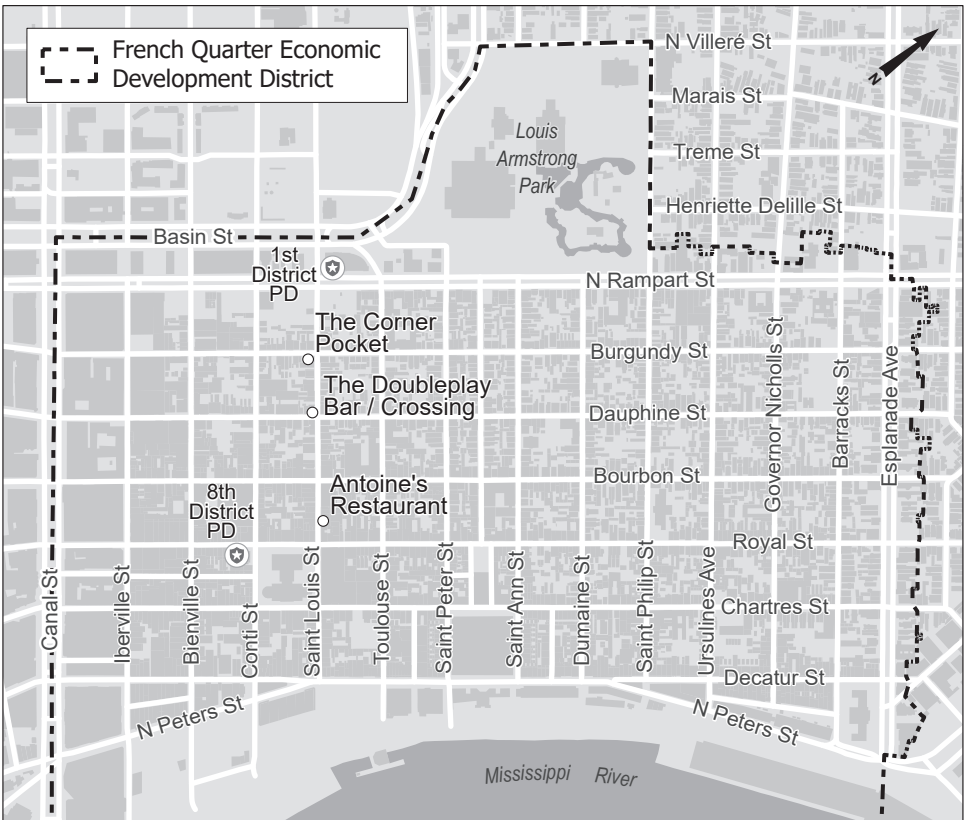 French Quarter Economic
Development District
N Villeré St
N
Marais St
Louis
Armstrong
Park
Treme St
Henriette Delille St
Basin St
1st
District
PD
N Rampart St
The Corner
Pocket
Burgundy St
The Doubleplay
Bar / Crossing
Dauphine St
Governor Nicholls St
Barracks St
Esplanade Ave
Bourbon St
Antoine's
Restaurant
8th
District
PD
Royal St
Canal St
Iberville St
Bienville St
Conti St
Saint Louis St
Toulouse St
Saint Peter St
Saint Ann St
Dumaine St
Saint Philip St
Ursulines Ave
Chartres St
Decatur St
N Peters St
N Peters St
Mississippi River